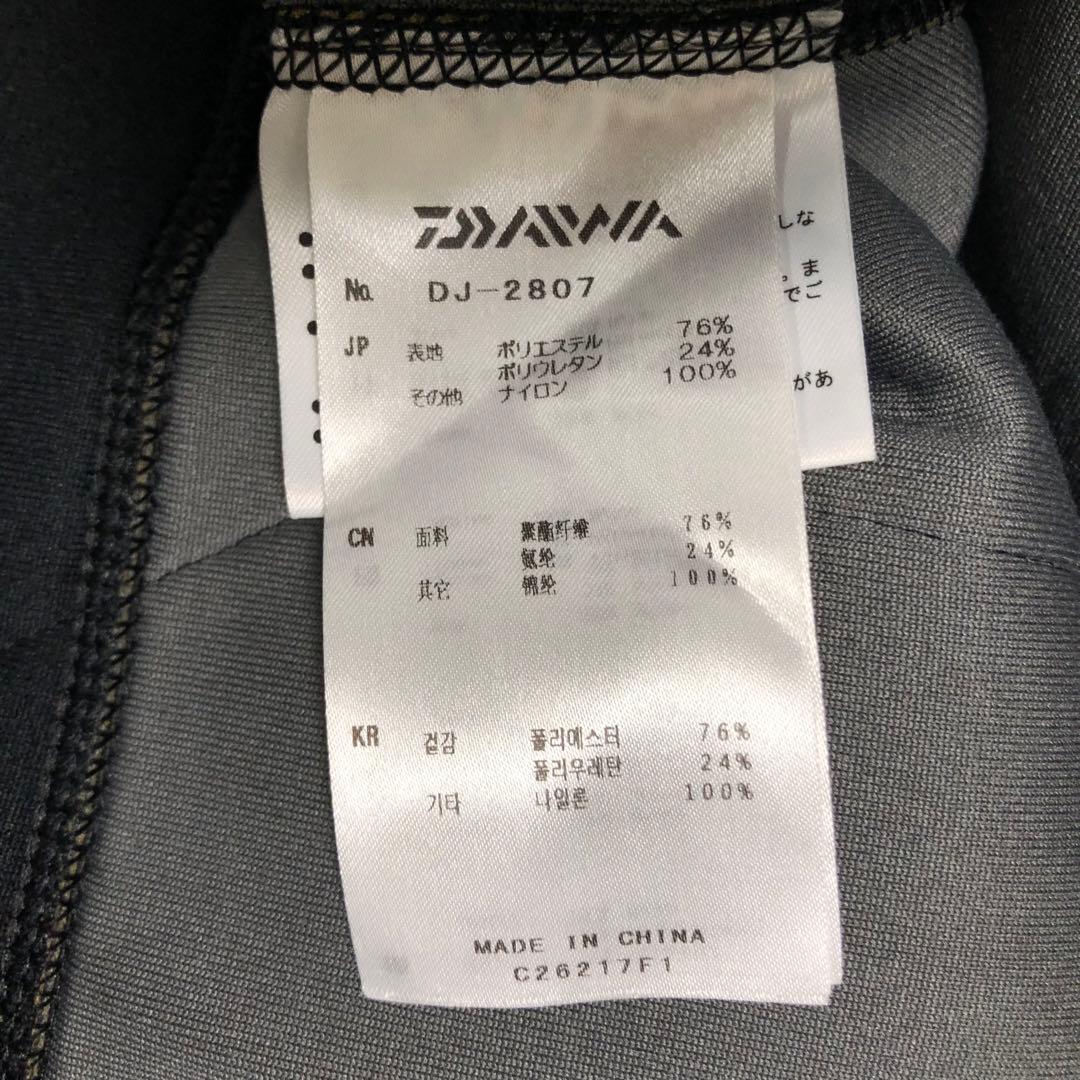 DAIWA
No. DJ-2807
JP 表地 ポリエステル 76%
ポリウレタン 24%
その他 ナイロン 100%
CN 面料 聚酯纤维 76%
氨纶 24%
其它 锦纶 100%
KR 겉감 폴리에스터 76%
폴리우레탄 24%
기타 나일론 100%
MADE IN CHINA
C26217F1
しな
。ま
でご
があ